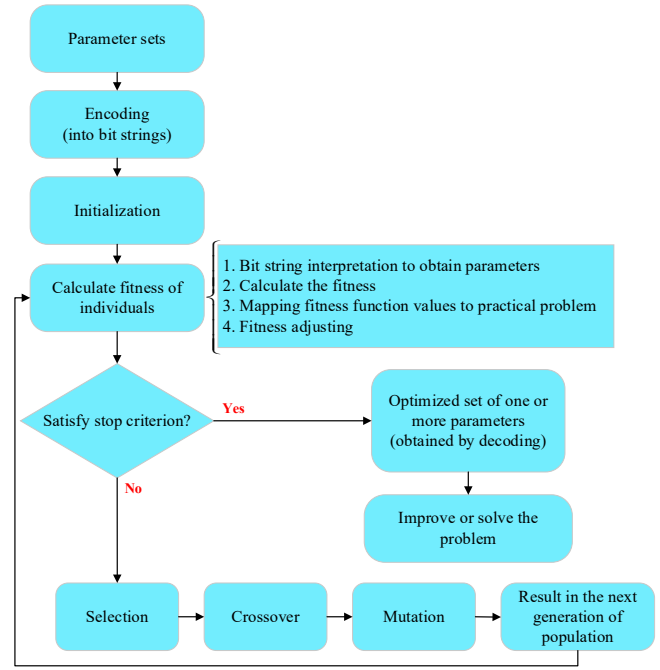 Parameter sets
Encoding
(into bit strings)
Initialization
Calculate fitness of
individuals
1. Bit string interpretation to obtain parameters
2. Calculate the fitness
3. Mapping fitness function values to practical problem
4. Fitness adjusting
Satisfy stop criterion?
Yes
Optimized set of one or
more parameters
(obtained by decoding)
No
Improve or solve the
problem
Selection
Crossover
Mutation
Result in the next
generation of
population